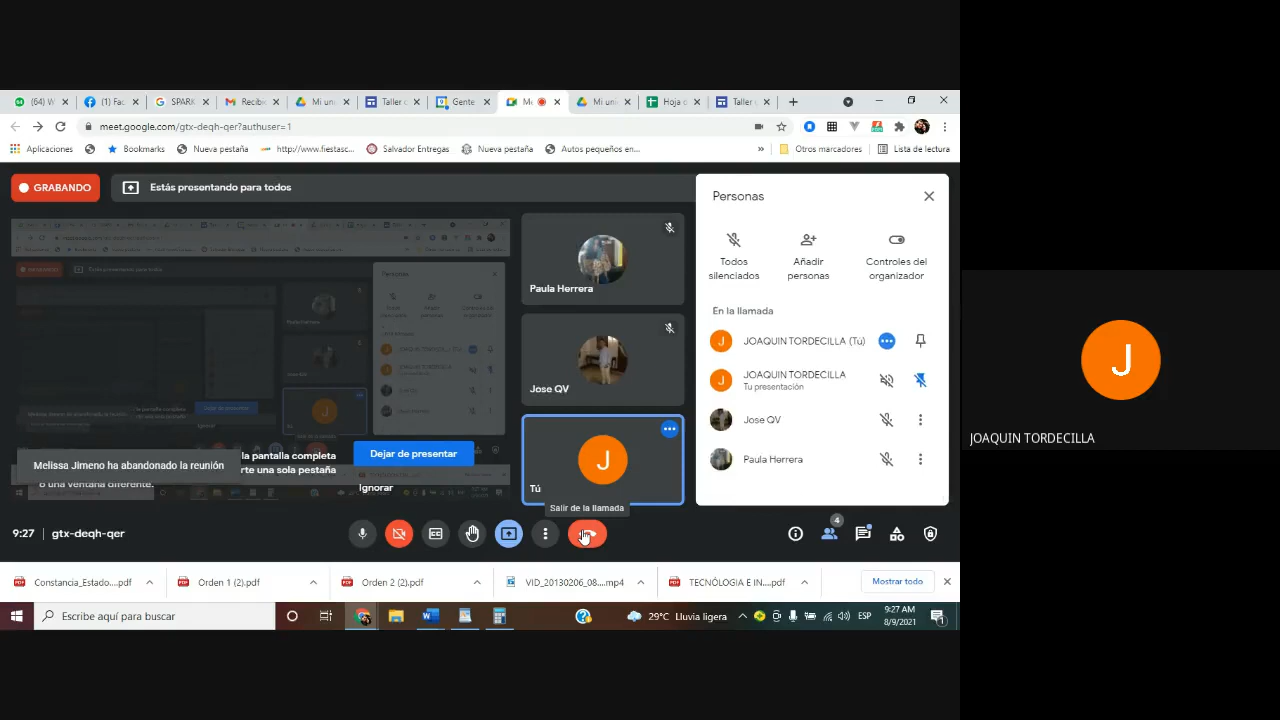 (64) W
(1) Fac
SPARK
Recibi
Mi uni
Taller c
Gente
Me
Mi uni
Hoja d
Taller
meet.google.com/gtx-deqh-qer?authuser=1
Aplicaciones
Bookmarks
Nueva pestaña
http://www.fiestasc...
Salvador Entregas
Nueva pestaña
Autos pequeños en...
»
Otros marcadores
Lista de lectura
GRABANDO
Estás presentando para todos
Personas
Todos silenciados
Añadir personas
Controles del organizador
En la llamada
JOAQUIN TORDECILLA (Tú)
JOAQUIN TORDECILLA
Tu presentación
Jose QV
Paula Herrera
Paula Herrera
Jose QV
J
Tú
Melissa Jimeno ha abandonado la reunión
la pantalla completa
rte una sola pestaña
o una ventana diferente.
Dejar de presentar
Ignorar
Salir de la llamada
9:27 | gtx-deqh-qer
4
Constancia_Estado....pdf
Orden 1 (2).pdf
Orden 2 (2).pdf
VID_20130206_08....mp4
TECNÓLOGIA E IN....pdf
Mostrar todo
Escribe aquí para buscar
29°C Lluvia ligera
ESP
9:27 AM
8/9/2021
1
J
JOAQUIN TORDECILLA